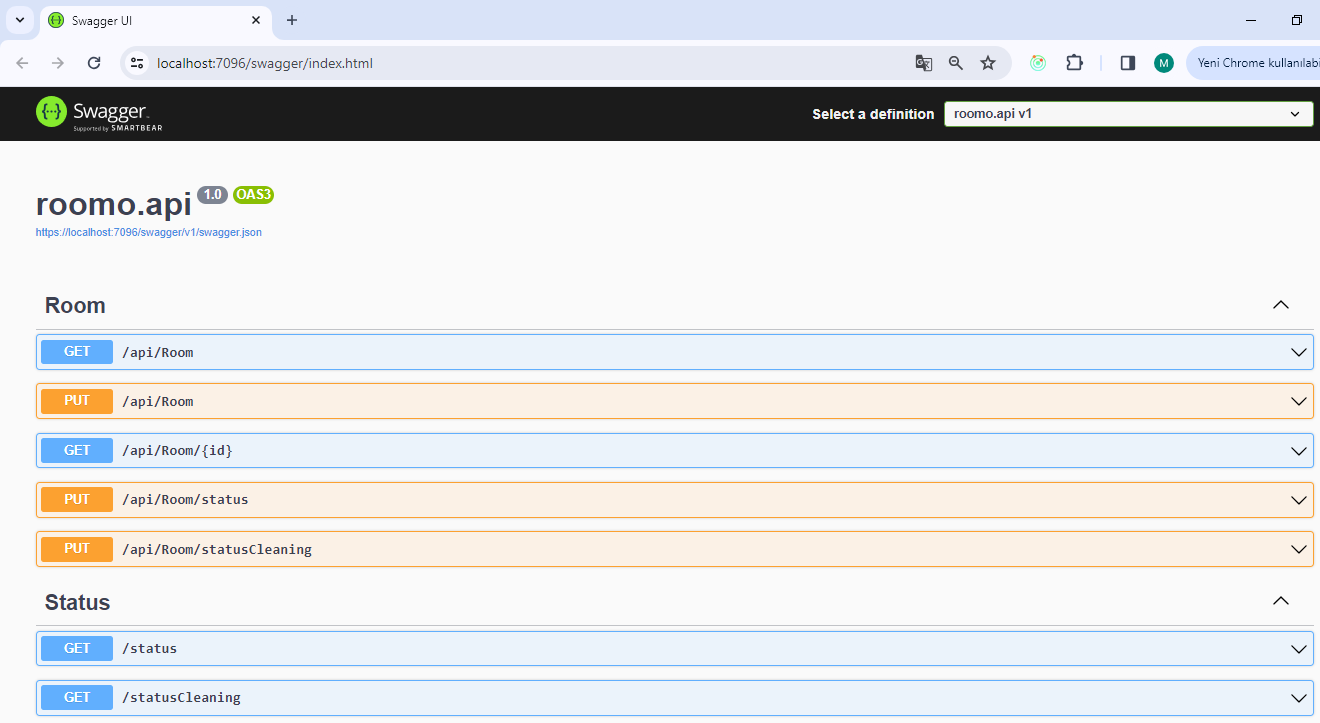 Swagger UI
localhost:7096/swagger/index.html
M
Yeni Chrome kullanılabi
{...} Swagger
Supported by SMARTBEAR
Select a definition
roomo.api v1
roomo.api 1.0 OAS3
https://localhost:7096/swagger/v1/swagger.json
Room
GET /api/Room
PUT /api/Room
GET /api/Room/{id}
PUT /api/Room/status
PUT /api/Room/statusCleaning
Status
GET /status
GET /statusCleaning